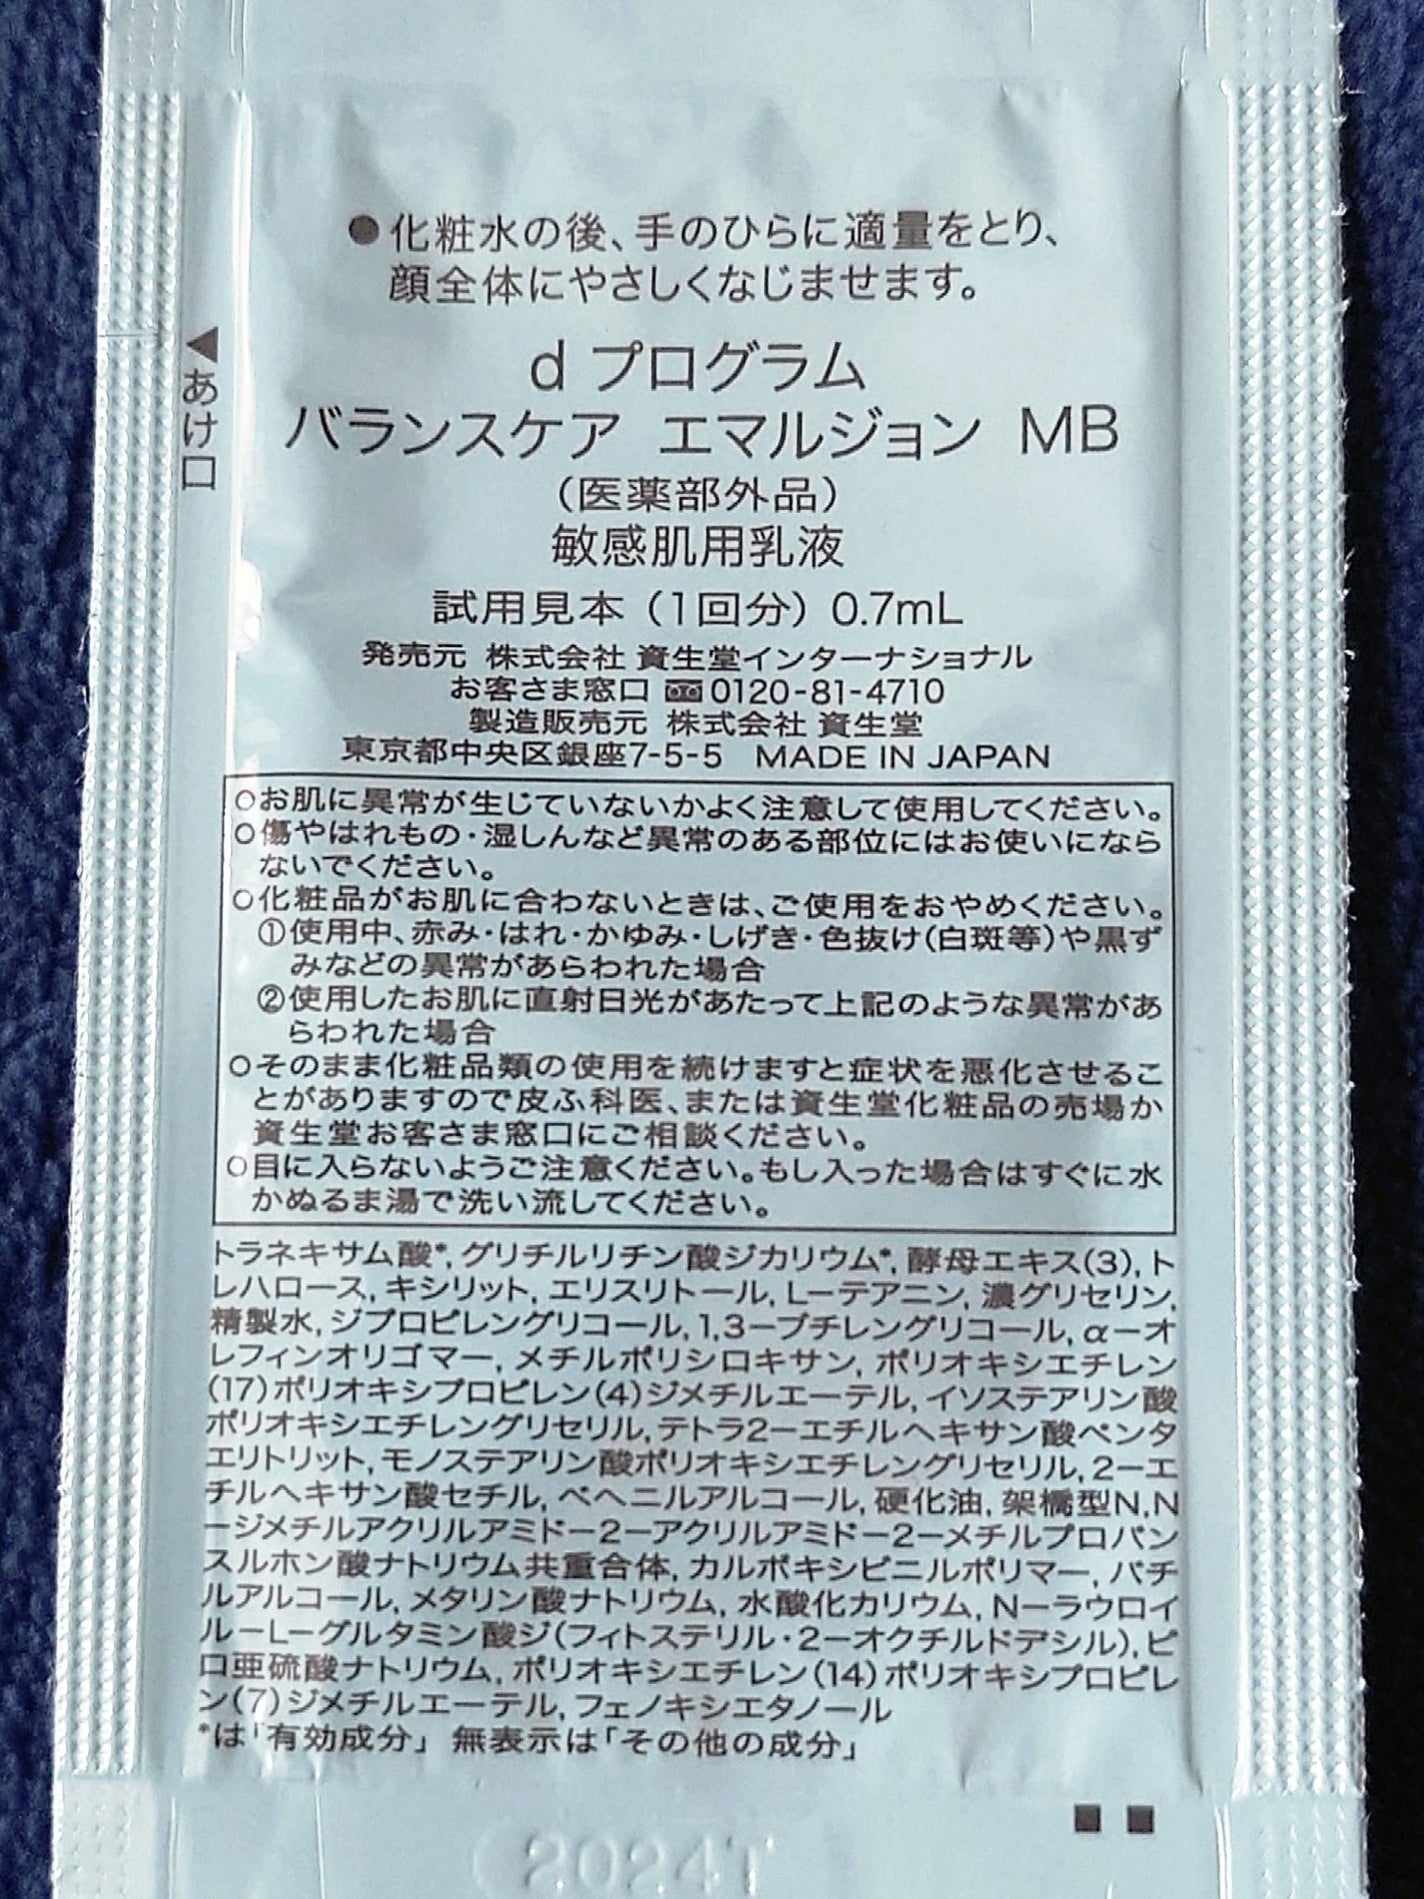 ●化粧水の後、手のひらに適量をとり、
顔全体にやさしくなじませます。
◀あけ口
d プログラム
バランスケア エマルジョン MB
（医薬部外品）
敏感肌用乳液
試用見本（1回分）0.7mL
発売元 株式会社 資生堂インターナショナル
お客さま窓口 0120-81-4710
製造販売元 株式会社 資生堂
東京都中央区銀座7-5-5 MADE IN JAPAN
○お肌に異常が生じていないかよく注意して使用してください。
○傷やはれもの・湿しんなど異常のある部位にはお使いになら
ないでください。
○化粧品がお肌に合わないときは、ご使用をおやめください。
①使用中、赤み・はれ・かゆみ・しげき・色抜け（白斑等）や黒ず
みなどの異常があらわれた場合
②使用したお肌に直射日光があたって上記のような異常があ
らわれた場合
○そのまま化粧品類の使用を続けますと症状を悪化させるこ
とがありますので皮ふ科医、または資生堂化粧品の売場か
資生堂お客さま窓口にご相談ください。
○目に入らないようご注意ください。もし入った場合はすぐに水
かぬるま湯で洗い流してください。
トラネキサム酸*, グリチルリチン酸ジカリウム*, 酵母エキス(3), ト
レハロース, キシリット, エリスリトール, L－テアニン, 濃グリセリン,
精製水, ジプロピレングリコール, 1,3－ブチレングリコール, α－オ
レフィンオリゴマー, メチルポリシロキサン, ポリオキシエチレン
(17)ポリオキシプロピレン(4)ジメチルエーテル, イソステアリン酸
ポリオキシエチレングリセリル, テトラ2－エチルヘキサン酸ペンタ
エリトリット, モノステアリン酸ポリオキシエチレングリセリル, 2－エ
チルヘキサン酸セチル, ベヘニルアルコール, 硬化油, 架橋型N,N
－ジメチルアクリルアミド－2－アクリルアミド－2－メチルプロパン
スルホン酸ナトリウム共重合体, カルボキシビニルポリマー, バチ
ルアルコール, メタリン酸ナトリウム, 水酸化カリウム, N－ラウロイ
ル－L－グルタミン酸ジ(フィトステリル・2－オクチルドデシル), ピ
ロ亜硫酸ナトリウム, ポリオキシエチレン(14)ポリオキシプロピレ
ン(7)ジメチルエーテル, フェノキシエタノール
*は「有効成分」 無表示は「その他の成分」
2024T